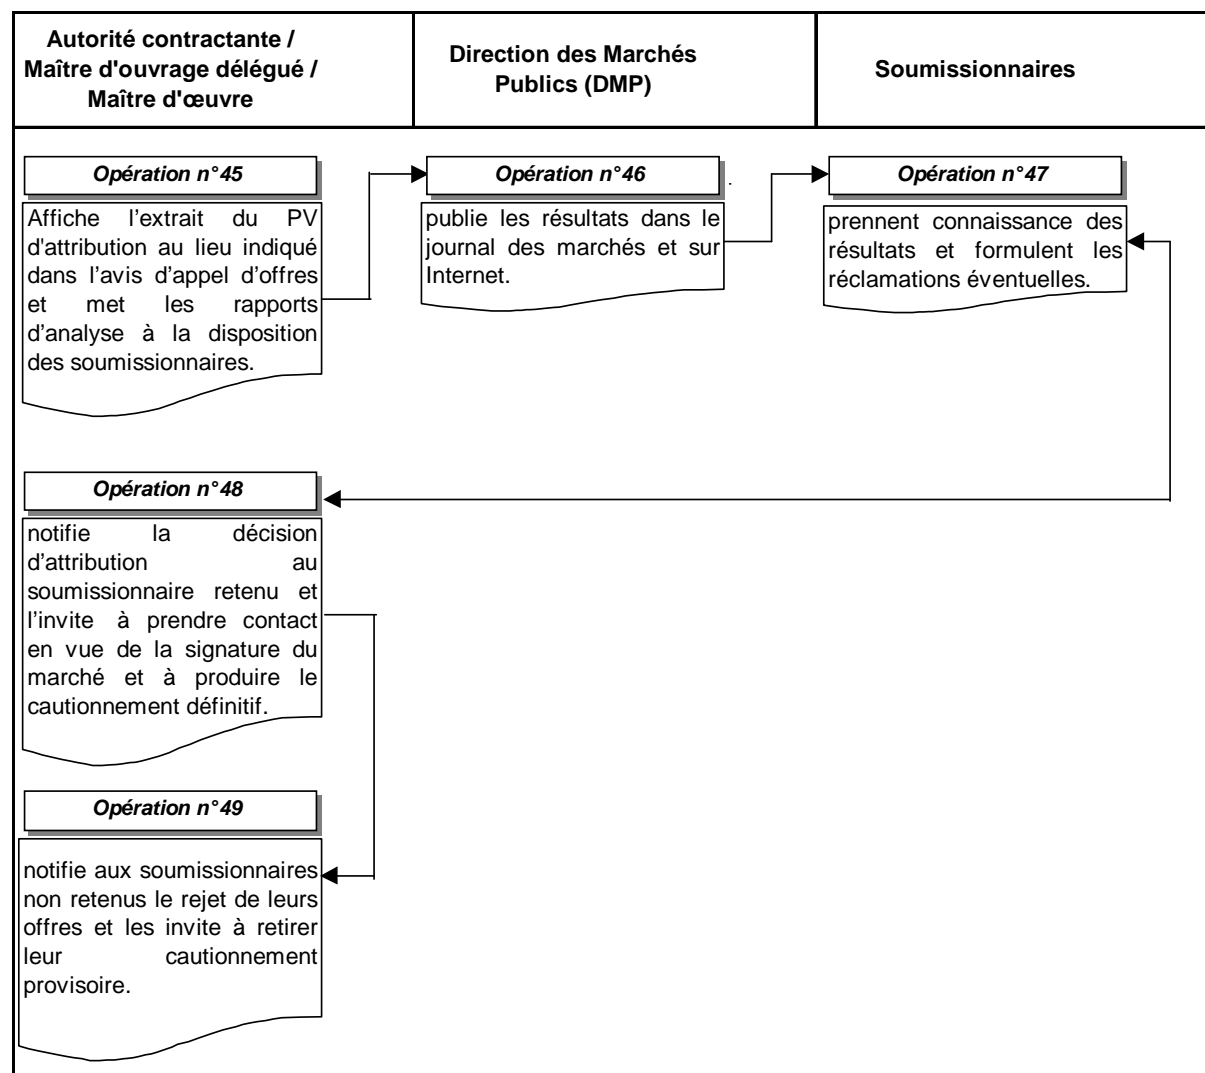 Autorité contractante /
Maître d'ouvrage délégué /
Maître d'œuvre
Direction des Marchés
Publics (DMP)
Soumissionnaires
Opération n°45
Affiche l'extrait du PV
d'attribution au lieu indiqué
dans l'avis d'appel d'offres
et met les rapports
d'analyse à la disposition
des soumissionnaires.
Opération n°46
publie les résultats dans le
journal des marchés et sur
Internet.
.
Opération n°47
prennent connaissance des
résultats et formulent les
réclamations éventuelles.
Opération n°48
notifie la décision
d'attribution au
soumissionnaire retenu et
l'invite à prendre contact
en vue de la signature du
marché et à produire le
cautionnement définitif.
Opération n°49
notifie aux soumissionnaires
non retenus le rejet de leurs
offres et les invite à retirer
leur cautionnement
provisoire.